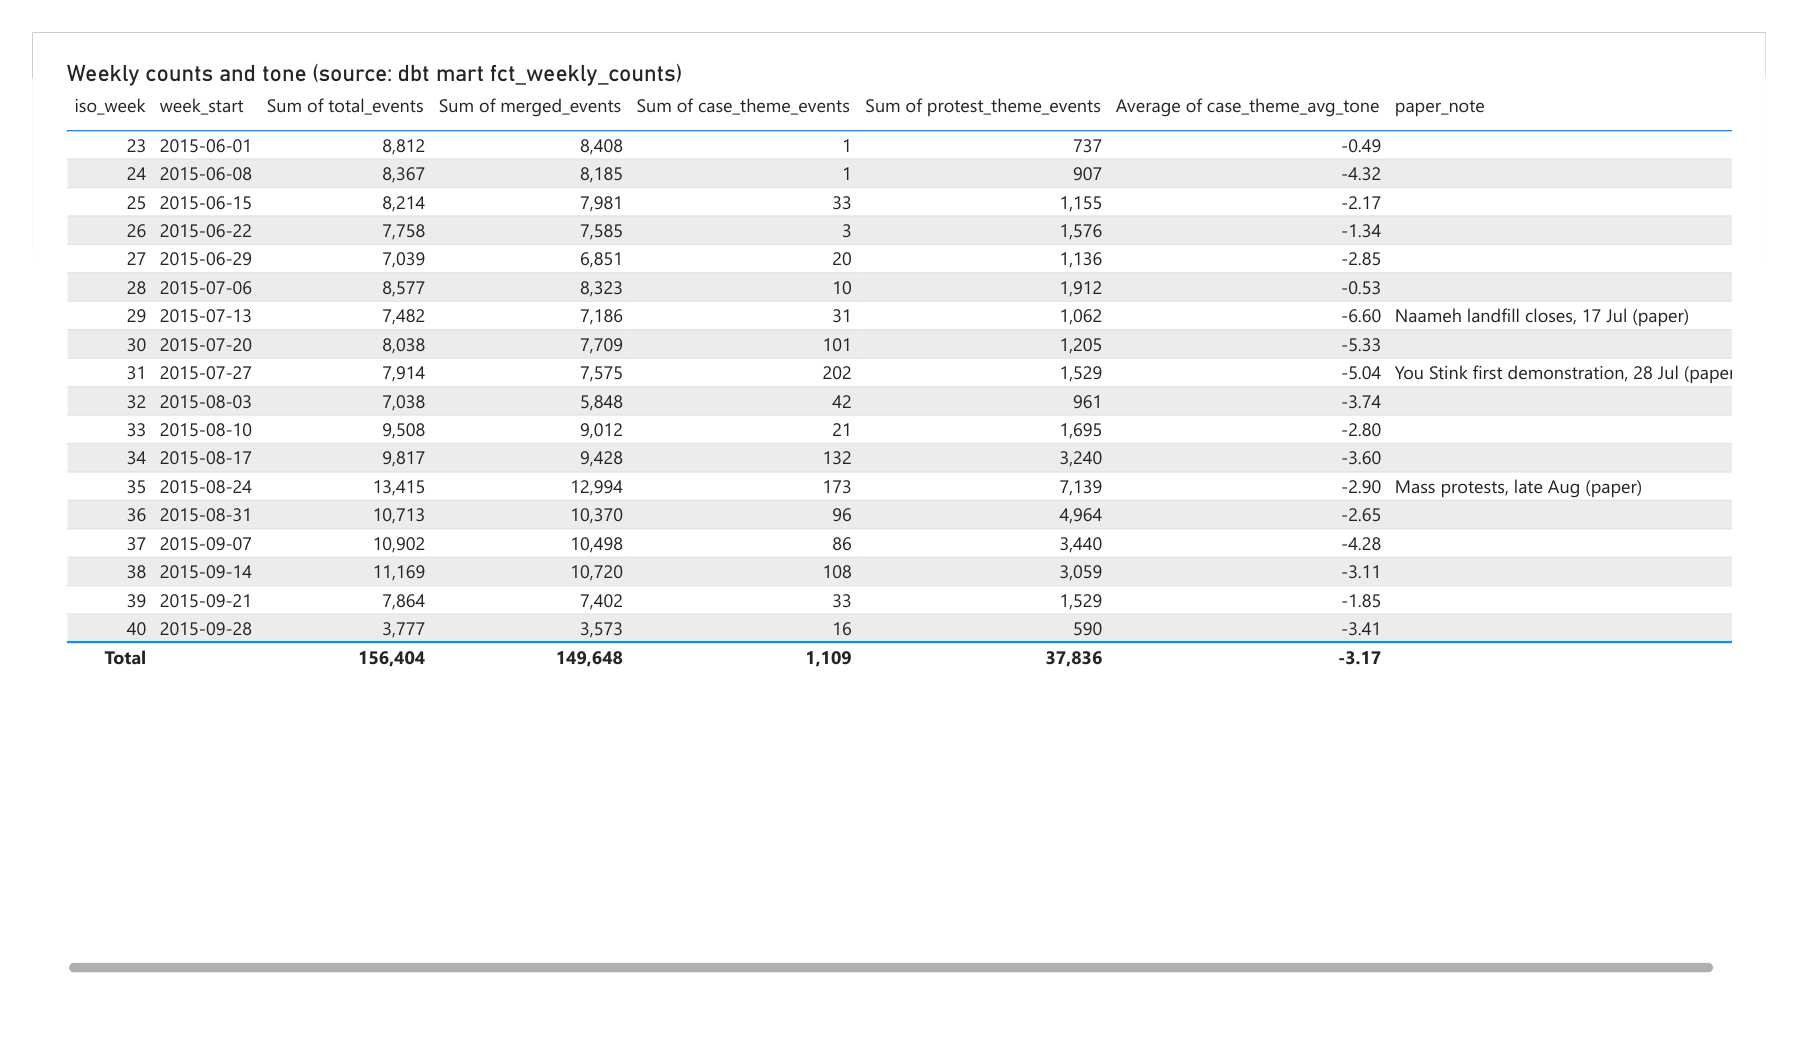 Weekly counts and tone (source: dbt mart fct_weekly_counts)
iso_week week_start Sum of total_events Sum of merged_events Sum of case_theme_events Sum of protest_theme_events Average of case_theme_avg_tone paper_note
23 2015-06-01 8,812 8,408 1 737 -0.49
24 2015-06-08 8,367 8,185 1 907 -4.32
25 2015-06-15 8,214 7,981 33 1,155 -2.17
26 2015-06-22 7,758 7,585 3 1,576 -1.34
27 2015-06-29 7,039 6,851 20 1,136 -2.85
28 2015-07-06 8,577 8,323 10 1,912 -0.53
29 2015-07-13 7,482 7,186 31 1,062 -6.60 Naameh landfill closes, 17 Jul (paper)
30 2015-07-20 8,038 7,709 101 1,205 -5.33
31 2015-07-27 7,914 7,575 202 1,529 -5.04 You Stink first demonstration, 28 Jul (paper
32 2015-08-03 7,038 5,848 42 961 -3.74
33 2015-08-10 9,508 9,012 21 1,695 -2.80
34 2015-08-17 9,817 9,428 132 3,240 -3.60
35 2015-08-24 13,415 12,994 173 7,139 -2.90 Mass protests, late Aug (paper)
36 2015-08-31 10,713 10,370 96 4,964 -2.65
37 2015-09-07 10,902 10,498 86 3,440 -4.28
38 2015-09-14 11,169 10,720 108 3,059 -3.11
39 2015-09-21 7,864 7,402 33 1,529 -1.85
40 2015-09-28 3,777 3,573 16 590 -3.41
Total 156,404 149,648 1,109 37,836 -3.17